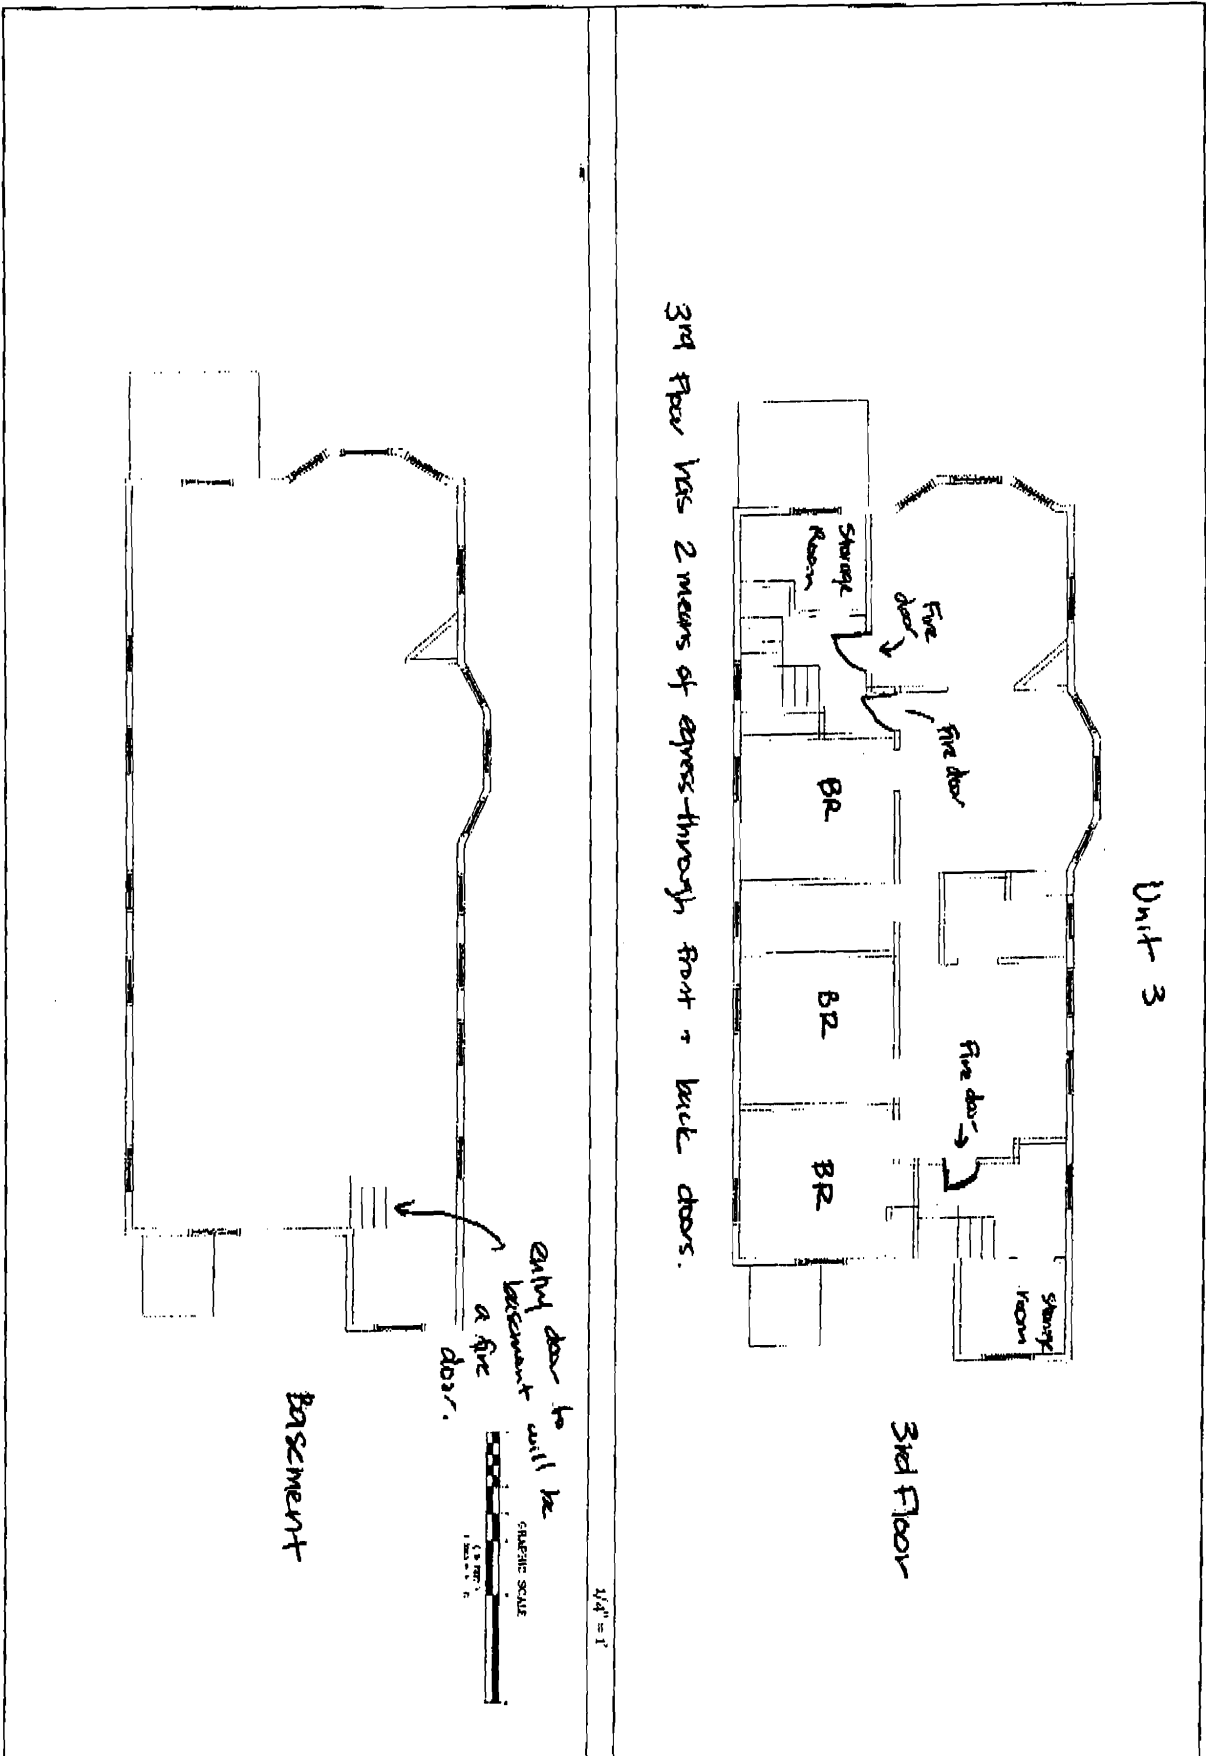 Unit 3
3rd Floor
Storage
Room
Fire
door
Fire door
BR
BR
BR
Fire door
Storage
room
3rd Floor has 2 means of egress-through front + back doors.
1/4" = 1'
GRAPHIC SCALE
entry door to
basement will be
a fire
door.
Basement